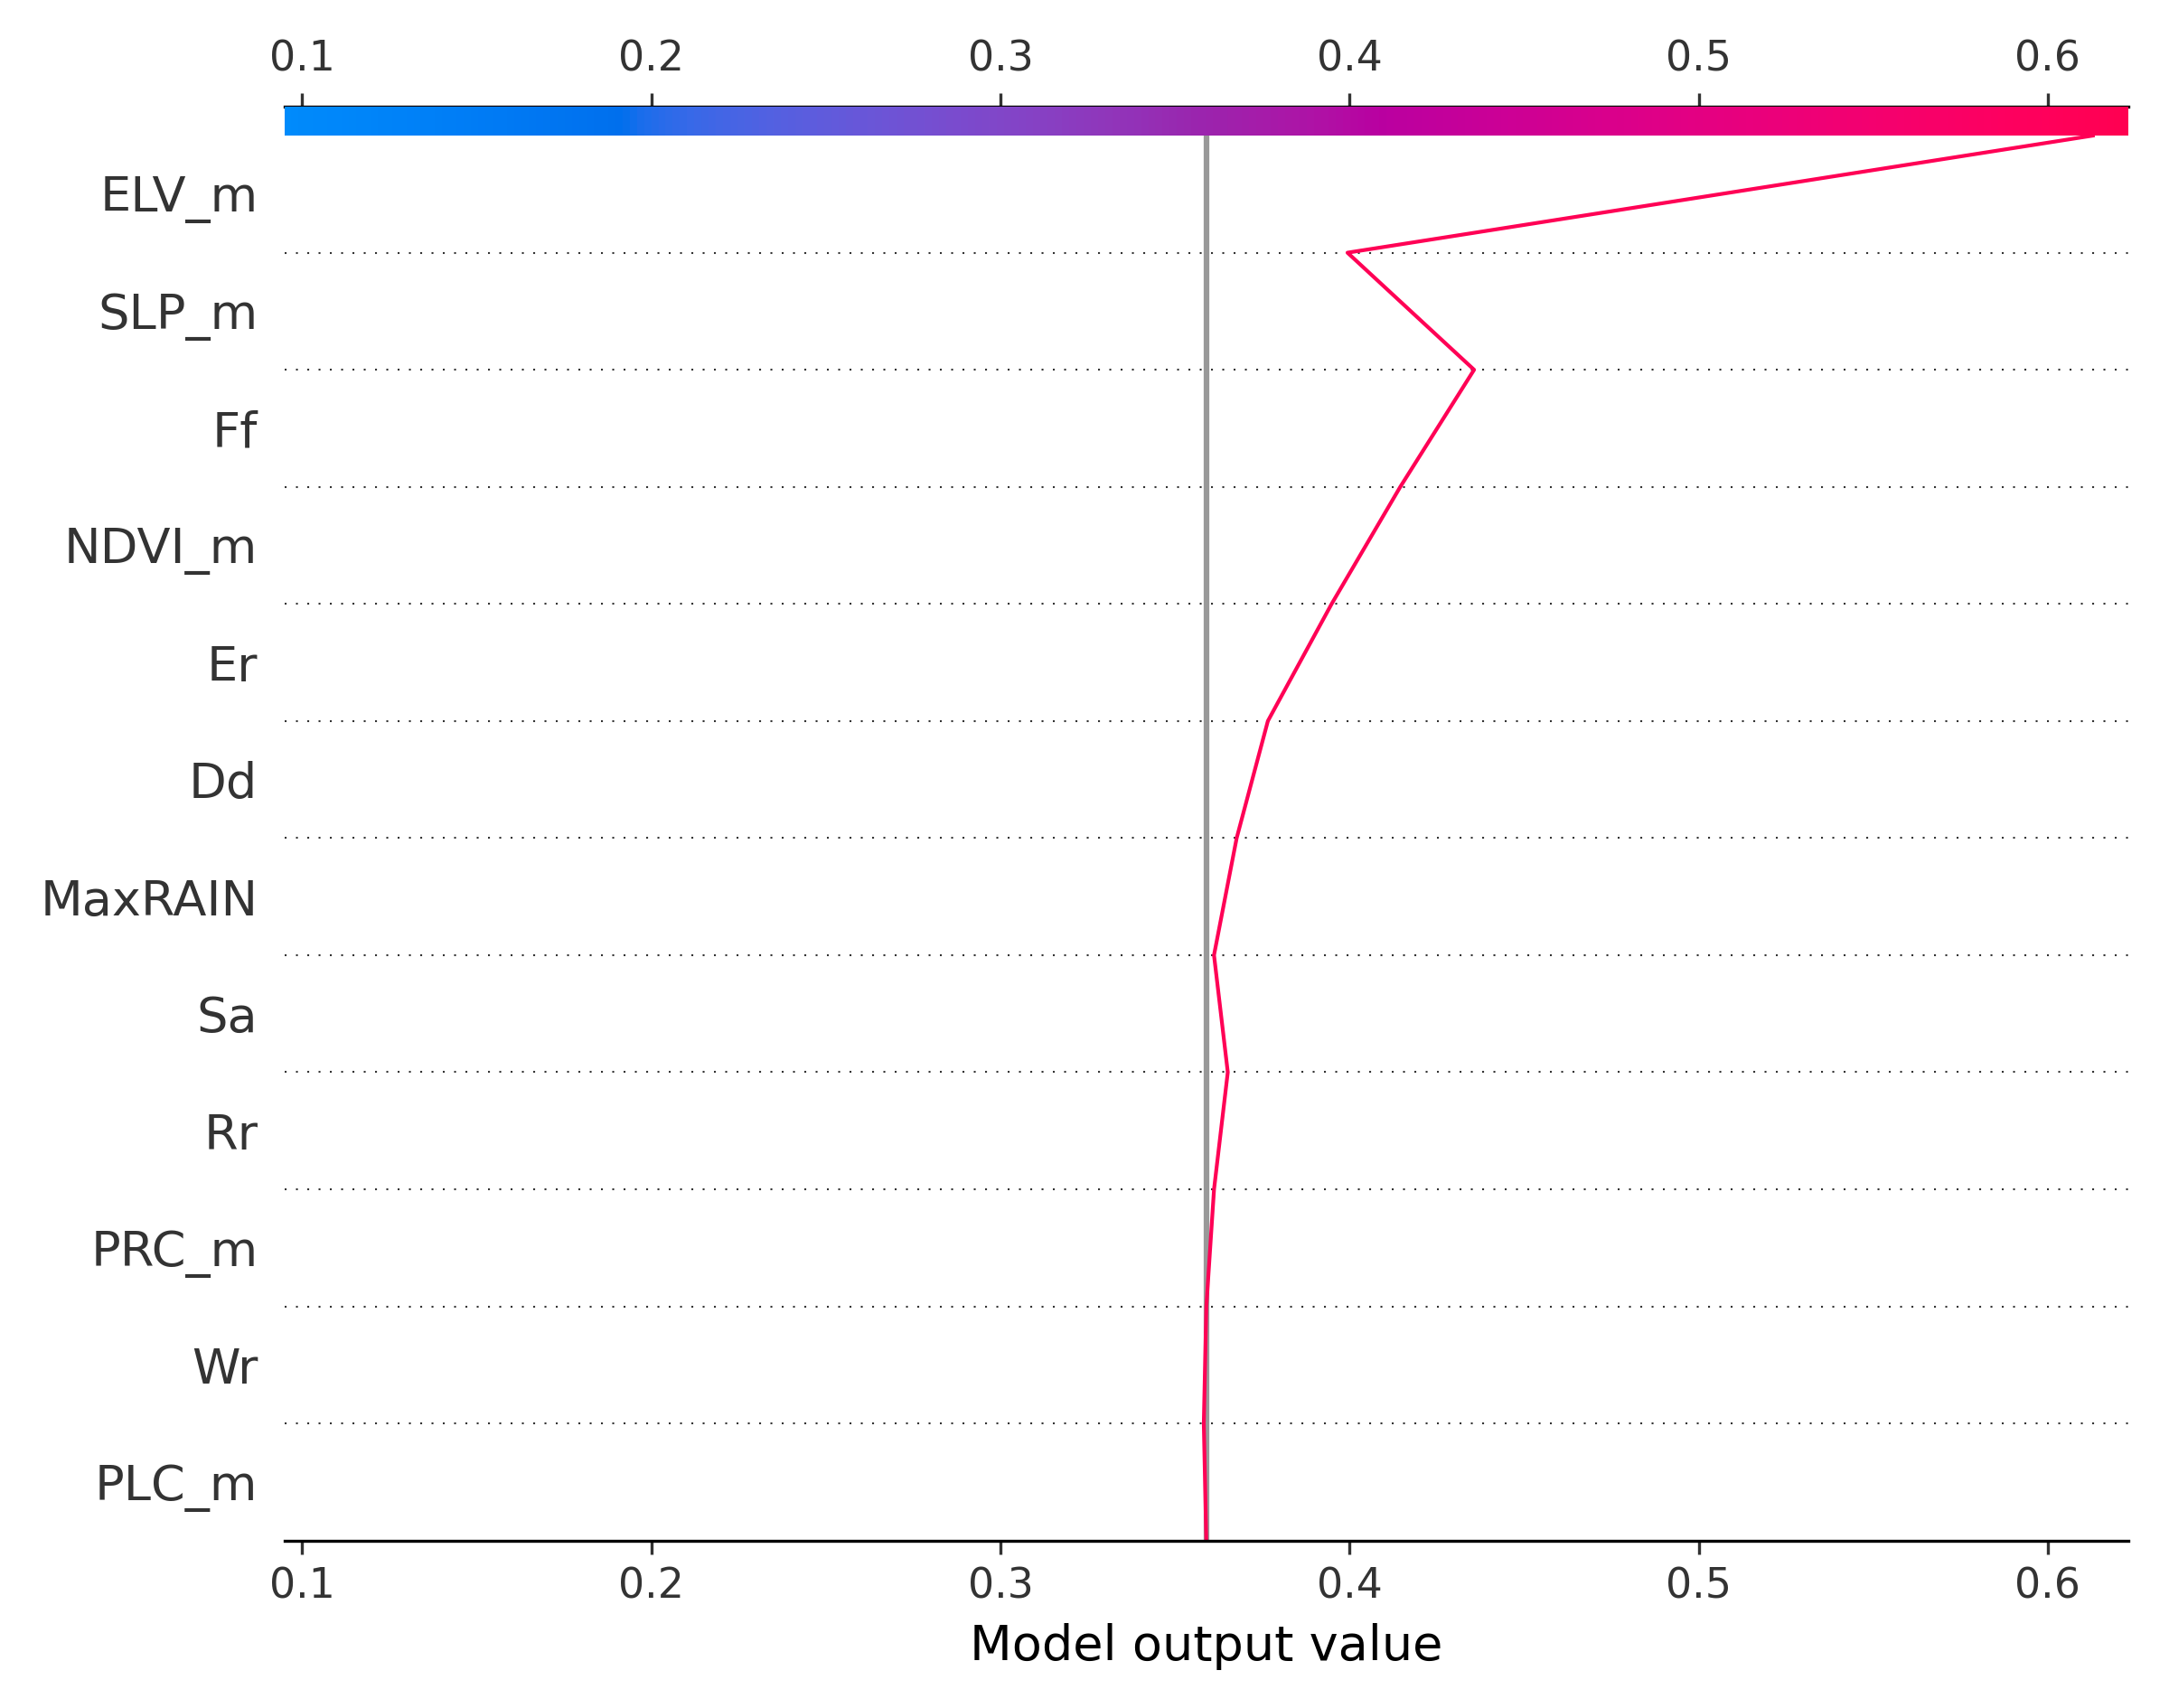 0.1 0.2 0.3 0.4 0.5 0.6
ELV_m
SLP_m
Ff
NDVI_m
Er
Dd
MaxRAIN
Sa
Rr
PRC_m
Wr
PLC_m
0.1 0.2 0.3 0.4 0.5 0.6
Model output value